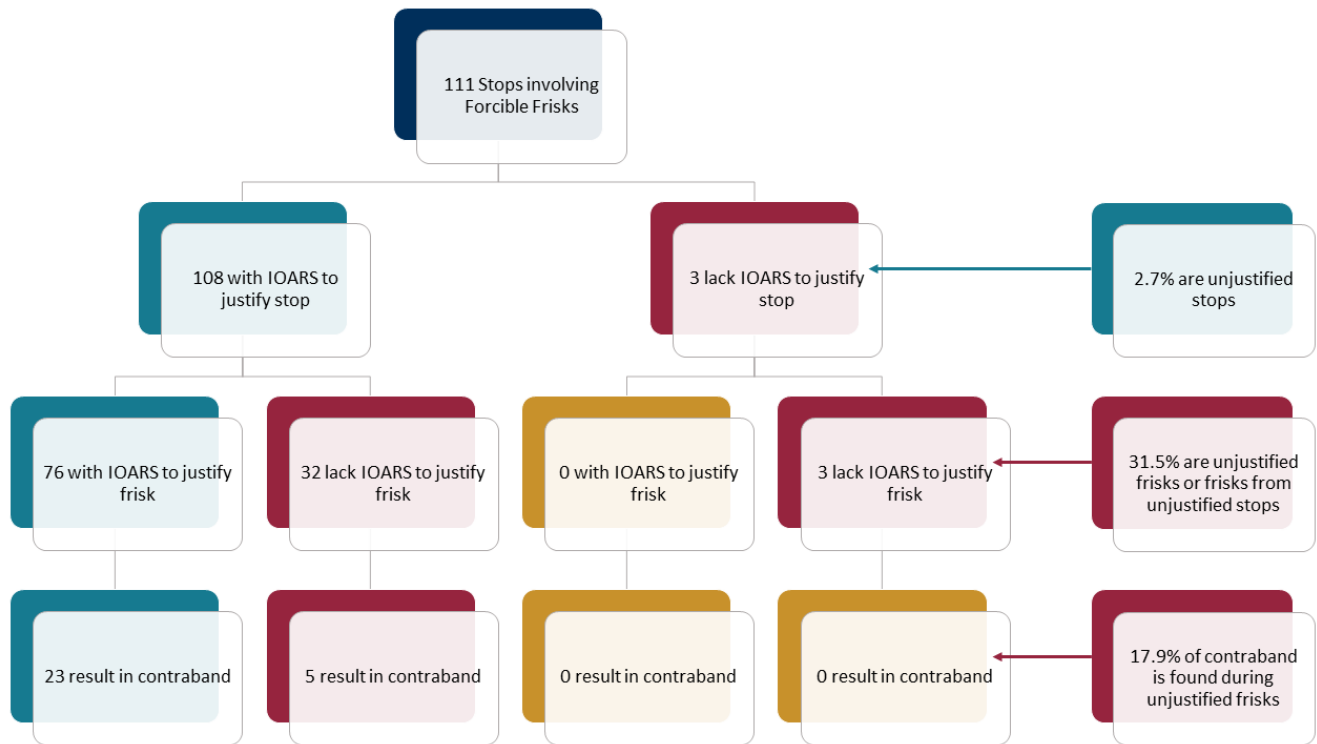 111 Stops involving
Forcible Frisks
108 with IOARS to
justify stop
3 lack IOARS to justify
stop
2.7% are unjustified
stops
76 with IOARS to justify
frisk
32 lack IOARS to justify
frisk
0 with IOARS to justify
frisk
3 lack IOARS to justify
frisk
31.5% are unjustified
frisks or frisks from
unjustified stops
23 result in contraband
5 result in contraband
0 result in contraband
0 result in contraband
17.9% of contraband
is found during
unjustified frisks